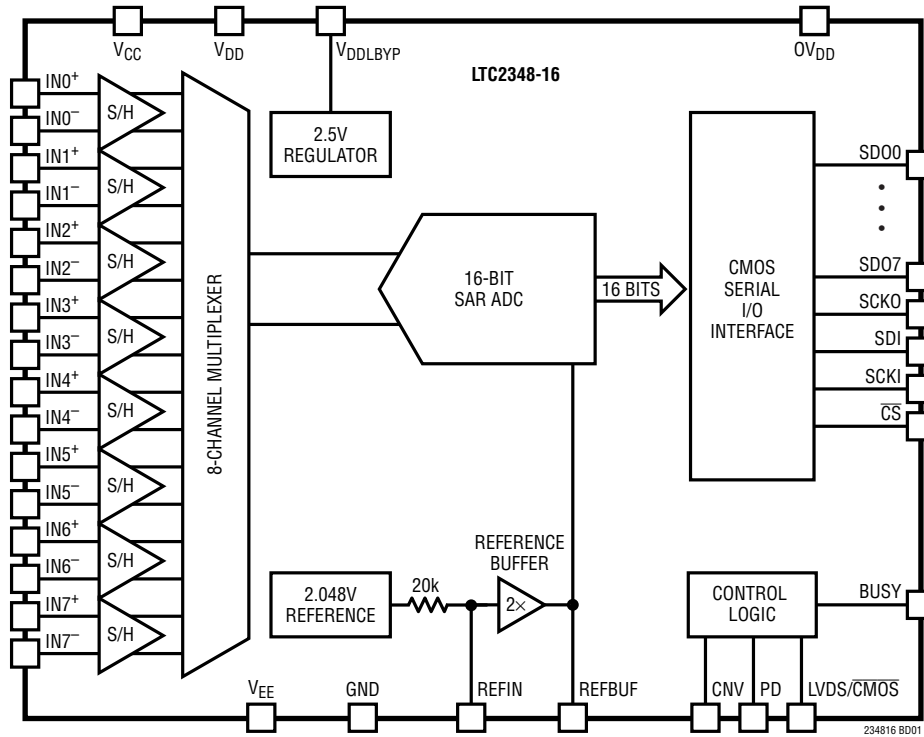 VCC
VDD
VDDLBYP
OVDD
LTC2348-16
IN0+
IN0−
IN1+
IN1−
IN2+
IN2−
IN3+
IN3−
IN4+
IN4−
IN5+
IN5−
IN6+
IN6−
IN7+
IN7−
S/H
S/H
S/H
S/H
S/H
S/H
S/H
S/H
8-CHANNEL MULTIPLEXER
2.5V
REGULATOR
16-BIT
SAR ADC
16 BITS
CMOS
SERIAL
I/O
INTERFACE
SDO0
• • •
SDO7
SCKO
SDI
SCKI
CS
2.048V
REFERENCE
20k
REFERENCE
BUFFER
2×
CONTROL
LOGIC
BUSY
VEE
GND
REFIN
REFBUF
CNV
PD
LVDS/CMOS
234816 BD01